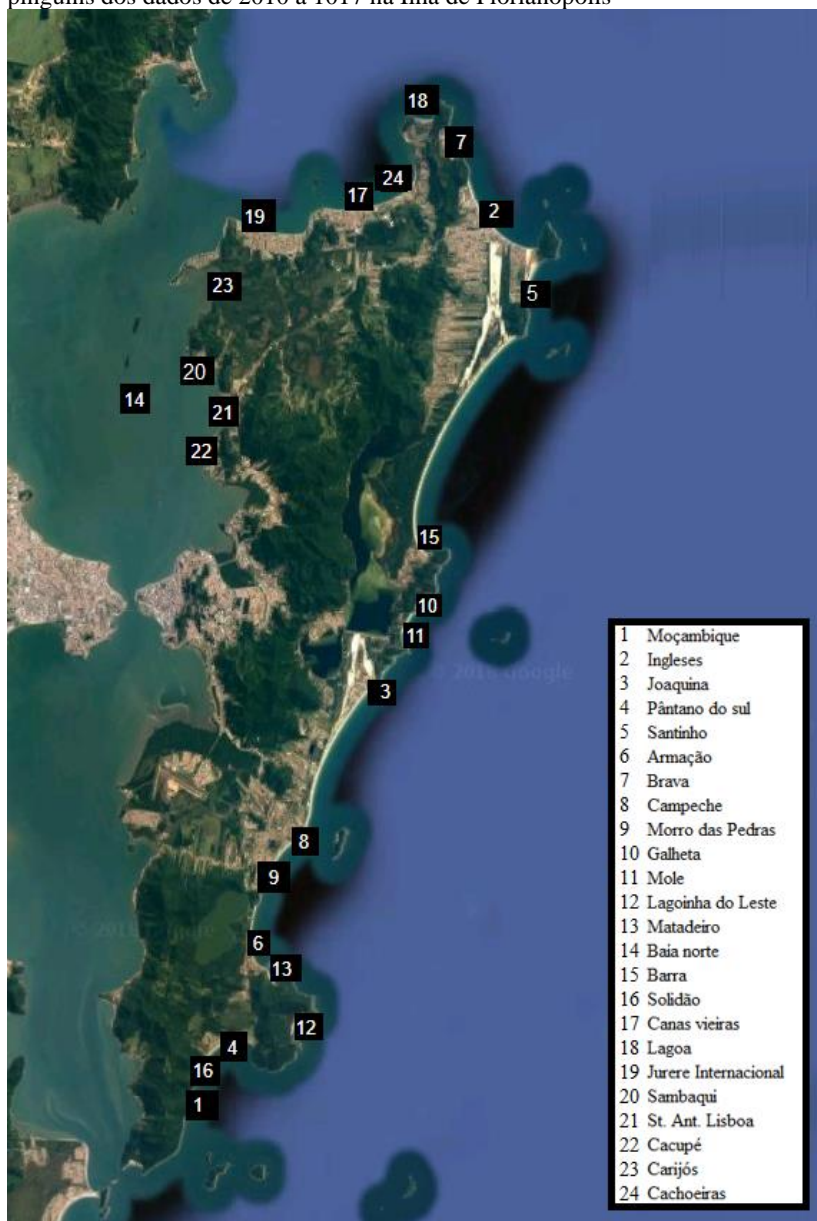 pinguins dos dados de 2010 a 1017 na Ilha de Florianópolis
18
7
24
17
19
2
23
5
20
14
21
22
15
10
11
3
8
9
6
13
12
4
16
1
1 Moçambique
2 Ingleses
3 Joaquina
4 Pântano do sul
5 Santinho
6 Armação
7 Brava
8 Campeche
9 Morro das Pedras
10 Galheta
11 Mole
12 Lagoinha do Leste
13 Matadeiro
14 Baia norte
15 Barra
16 Solidão
17 Canas vieiras
18 Lagoa
19 Jurere Internacional
20 Sambaqui
21 St. Ant. Lisboa
22 Cacupé
23 Carijós
24 Cachoeiras